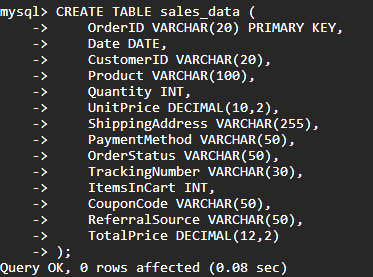 mysql> CREATE TABLE sales_data (
    ->     OrderID VARCHAR(20) PRIMARY KEY,
    ->     Date DATE,
    ->     CustomerID VARCHAR(20),
    ->     Product VARCHAR(100),
    ->     Quantity INT,
    ->     UnitPrice DECIMAL(10,2),
    ->     ShippingAddress VARCHAR(255),
    ->     PaymentMethod VARCHAR(50),
    ->     OrderStatus VARCHAR(50),
    ->     TrackingNumber VARCHAR(30),
    ->     ItemsInCart INT,
    ->     CouponCode VARCHAR(50),
    ->     ReferralSource VARCHAR(50),
    ->     TotalPrice DECIMAL(12,2)
    -> );
Query OK, 0 rows affected (0.08 sec)